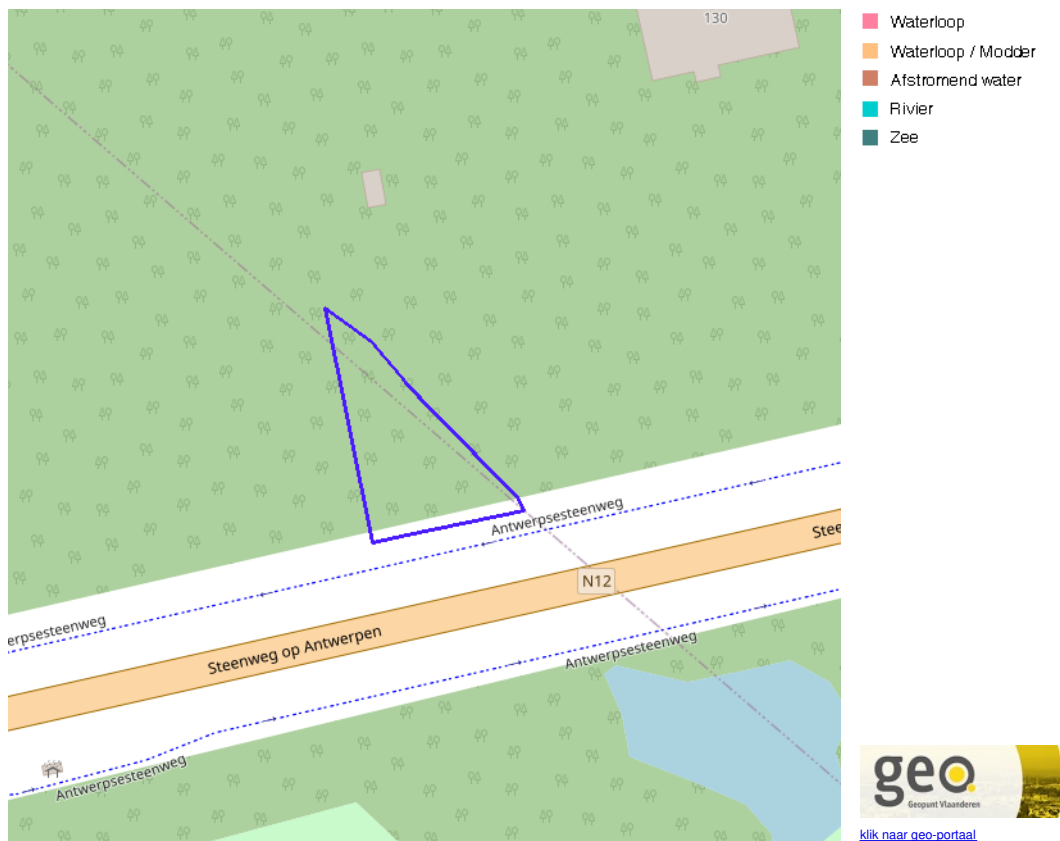 130
Waterloop
Waterloop / Modder
Afstromend water
Rivier
Zee
Antwerpsesteenweg
Stee
N12
erpsesteenweg
Steenweg op Antwerpen
Antwerpsesteenweg
Antwerpsesteenweg
geo.
Geopunt Vlaanderen
klik naar geo-portaal